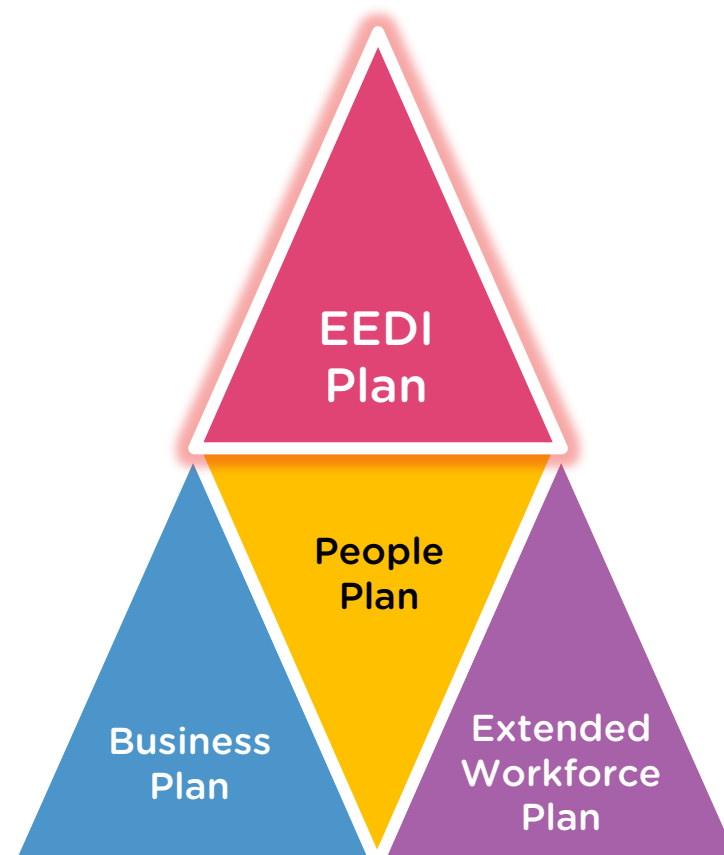 EEDI
Plan
People
Plan
Business
Plan
Extended
Workforce
Plan